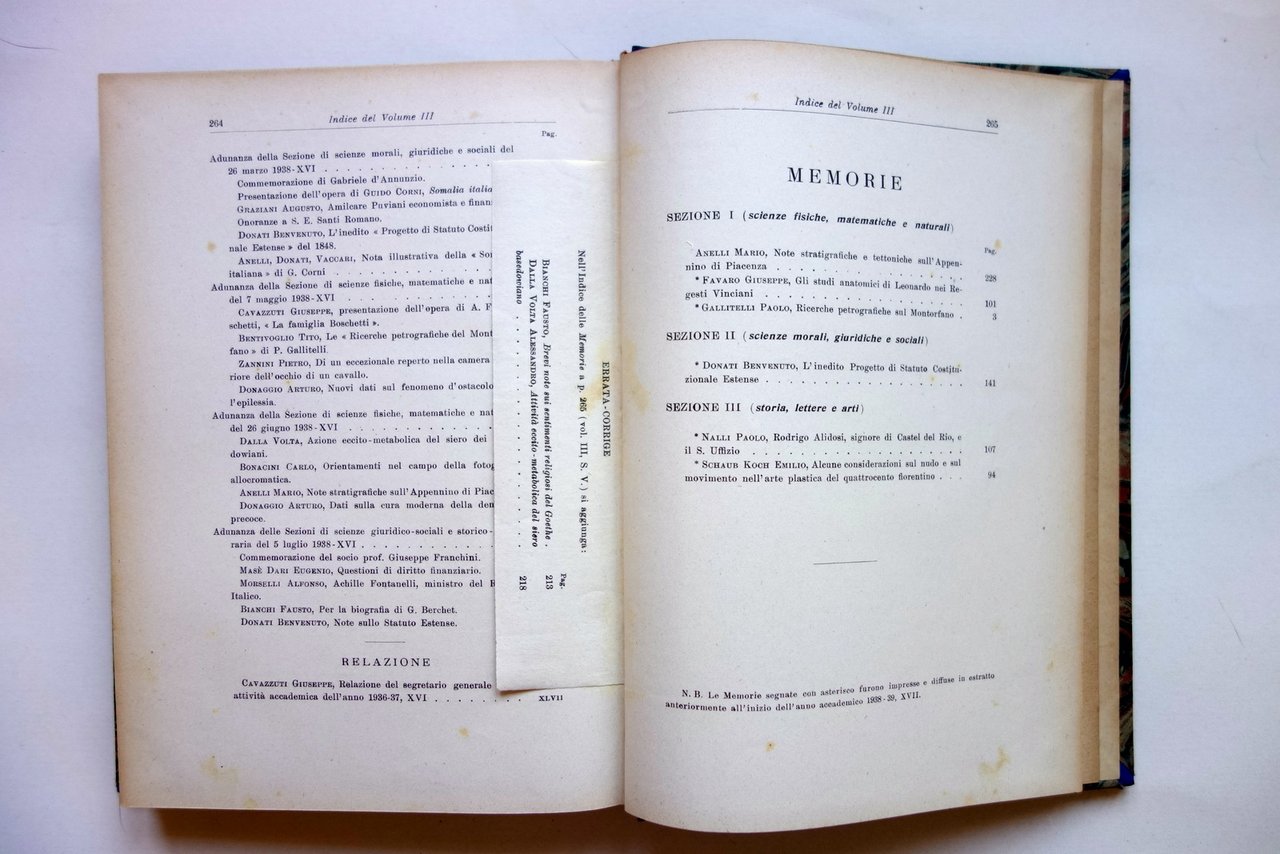 264
Indice del Volume III
Pag.
Adunanza della Sezione di scienze morali, giuridiche e sociali del
26 marzo 1938-XVI . . . . . . . . . . . . .
Commemorazione di Gabriele d'Annunzio.
Presentazione dell'opera di GUIDO CORNI, Somalia italia
GRAZIANI AUGUSTO, Amilcare Puviani economista e finan
Onoranze a S. E. Santi Romano.
DONATI BENVENUTO, L'inedito « Progetto di Statuto Costit
nale Estense » del 1848.
ANELLI, DONATI, VACCARI, Nota illustrativa della « So
italiana » di G. Corni . . . . . . . . . . .
Adunanza della Sezione di scienze fisiche, matematiche e nat
del 7 maggio 1938-XVI . . . . . . . . . . .
CAVAZZUTI GIUSEPPE, presentazione dell'opera di A. F
schetti, « La famiglia Boschetti ».
BENTIVOGLIO TITO, Le « Ricerche petrografiche del Mont
fano » di P. Gallitelli.
ZANNINI PIETRO, Di un eccezionale reperto nella camera
riore dell'occhio di un cavallo.
DONAGGIO ARTURO, Nuovi dati sul fenomeno d'ostacolo
l'epilessia.
Adunanza della Sezione di scienze fisiche, matematiche e nat
del 26 giugno 1938-XVI . . . . . . . . . . .
DALLA VOLTA, Azione eccito-metabolica del siero dei
dowiani.
BONACINI CARLO, Orientamenti nel campo della fotog
allocromatica.
ANELLI MARIO, Note stratigrafiche sull'Appennino di Piac
DONAGGIO ARTURO, Dati sulla cura moderna della den
precoce.
Adunanza delle Sezioni di scienze giuridico-sociali e storico-
raria del 5 luglio 1938-XVI . . . . . . . . . .
Commemorazione del socio prof. Giuseppe Franchini.
MASÈ DARI EUGENIO, Questioni di diritto finanziario.
MORSELLI ALFONSO, Achille Fontanelli, ministro del R
Italico.
BIANCHI FAUSTO, Per la biografia di G. Berchet.
DONATI BENVENUTO, Note sullo Statuto Estense.
RELAZIONE
CAVAZZUTI GIUSEPPE, Relazione del segretario generale
attività accademica dell'anno 1936-37, XVI . . . . . . . . XLVII
ERRATA-CORRIGE
Nell'Indice delle Memorie a p. 265 (vol. III, S. V.) si aggiunga:
Pag.
BIANCHI FAUSTO, Brevi note sui sentimenti religiosi del Goethe . 213
DALLA VOLTA ALESSANDRO, Attività eccito-metabolica del siero
basedowiano . . . . . . . . . . . . 218
Indice del Volume III
265
MEMORIE
SEZIONE I (scienze fisiche, matematiche e naturali)
Pag.
ANELLI MARIO, Note stratigrafiche e tettoniche sull'Appen-
nino di Piacenza . . . . . . . . . . . . . 228
* FAVARO GIUSEPPE, Gli studi anatomici di Leonardo nei Re-
gesti Vinciani . . . . . . . . . . . . . 101
* GALLITELLI PAOLO, Ricerche petrografiche sul Montorfano . 3
SEZIONE II (scienze morali, giuridiche e sociali)
* DONATI BENVENUTO, L'inedito Progetto di Statuto Costitu-
zionale Estense . . . . . . . . . . . . . 141
SEZIONE III (storia, lettere e arti)
* NALLI PAOLO, Rodrigo Alidosi, signore di Castel del Rio, e
il S. Uffizio . . . . . . . . . . . . . . 107
* SCHAUB KOCH EMILIO, Alcune considerazioni sul nudo e sul
movimento nell'arte plastica del quattrocento fiorentino . . . 94
N. B. Le Memorie segnate con asterisco furono impresse e diffuse in estratto
anteriormente all'inizio dell'anno accademico 1938-39, XVII.